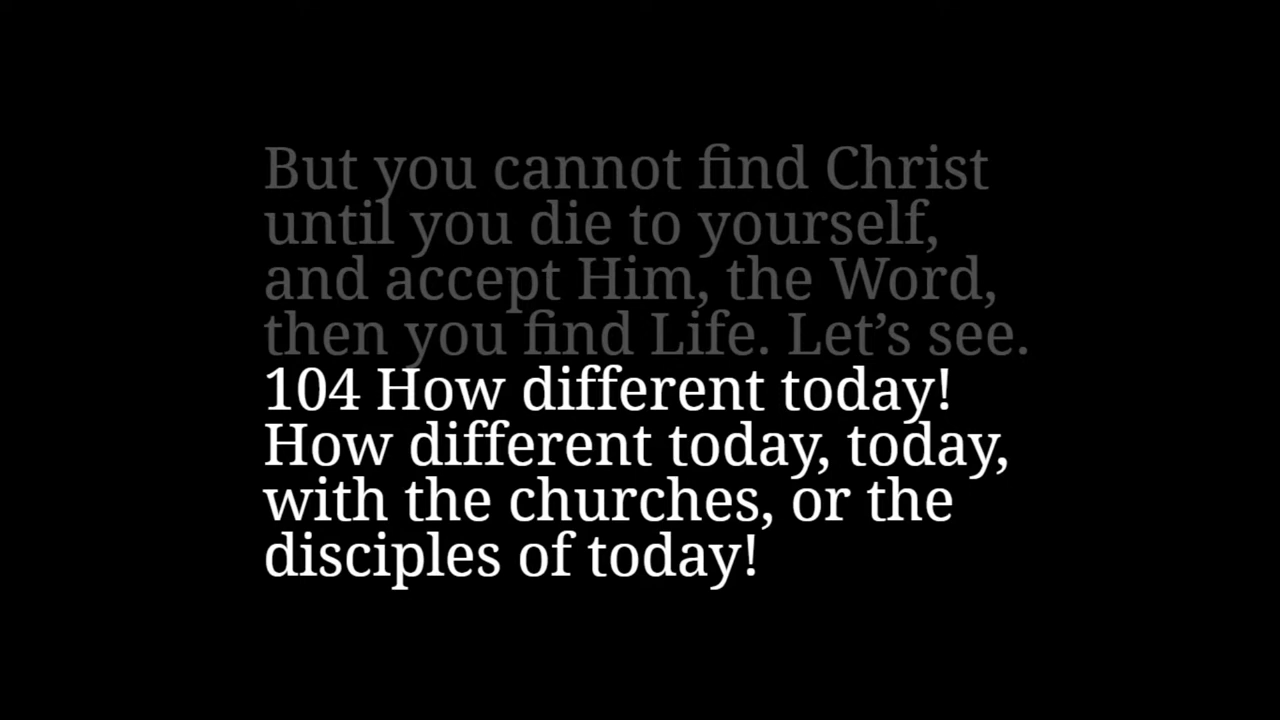 But you cannot find Christ
until you die to yourself,
and accept Him, the Word,
then you find Life. Let’s see.
104 How different today!
How different today, today,
with the churches, or the
disciples of today!